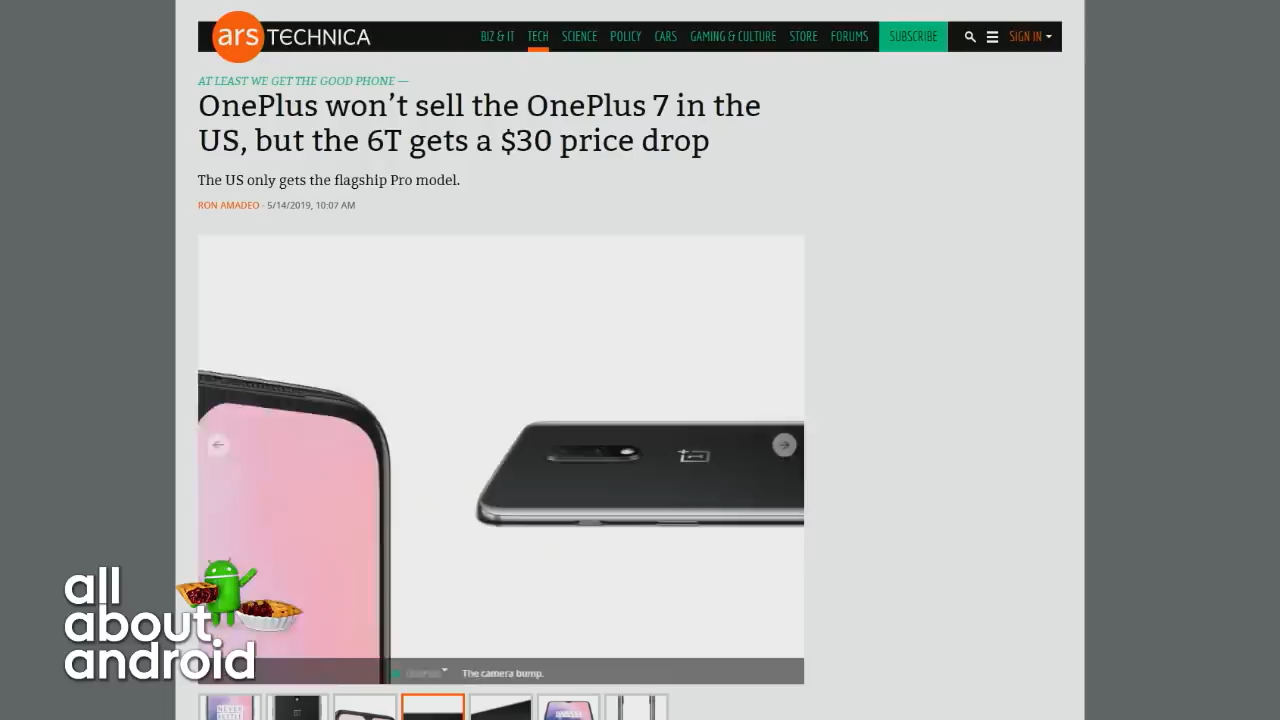 ars TECHNICA
BIZ & IT TECH SCIENCE POLICY CARS GAMING & CULTURE STORE FORUMS SUBSCRIBE SIGN IN
AT LEAST WE GET THE GOOD PHONE —
OnePlus won’t sell the OnePlus 7 in the
US, but the 6T gets a $30 price drop
The US only gets the flagship Pro model.
RON AMADEO - 5/14/2019, 10:07 AM
The camera bump.
all
about
android